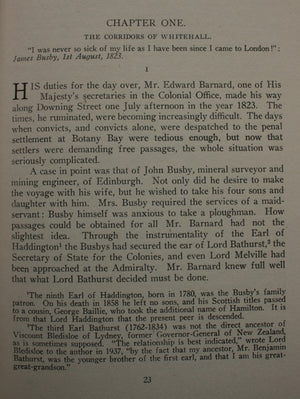 CHAPTER ONE.
THE CORRIDORS OF WHITEHALL.
"I was never so sick of my life as I have been since I came to London!":
James Busby, 1st August, 1823.
I
HIS duties for the day over, Mr. Edward Barnard, one of His
Majesty's secretaries in the Colonial Office, made his way
along Downing Street one July afternoon in the year 1823. The
times, he ruminated, were becoming increasingly difficult. The days
when convicts, and convicts alone, were despatched to the penal
settlement at Botany Bay were tedious enough, but now that
settlers were demanding free passages, the whole situation was
seriously complicated.
A case in point was that of John Busby, mineral surveyor and
mining engineer, of Edinburgh. Not only did he desire to make
the voyage with his wife, but he wished to take his four sons and
daughter with him. Mrs. Busby required the services of a maid-
servant: Busby himself was anxious to take a ploughman. How
passages could be obtained for all Mr. Barnard had not the
slightest idea. Through the instrumentality of the Earl of
Haddington¹ the Busbys had secured the ear of Lord Bathurst,² the
Secretary of State for the Colonies, and even Lord Melville had
been approached at the Admiralty. Mr. Barnard knew full well
that what Lord Bathurst decided must be done.
¹The ninth Earl of Haddington, born in 1780, was the Busby's family
patron. On his death in 1858 he left no sons, and his Scottish titles passed
to a cousin, George Baillie, who took the additional name of Hamilton. It is
from that Lord Haddington that the present peer is descended.
²The third Earl Bathurst (1762-1834) was not the direct ancestor of
Viscount Bledisloe of Lydney, former Governor-General of New Zealand,
as is sometimes supposed. "The relationship is best indicated," wrote Lord
Bledisloe to the author in 1937, "by the fact that my ancestor, Mr. Benjamin
Bathurst, was the younger brother of the first earl, and that I am his great-
great-grandson."
23